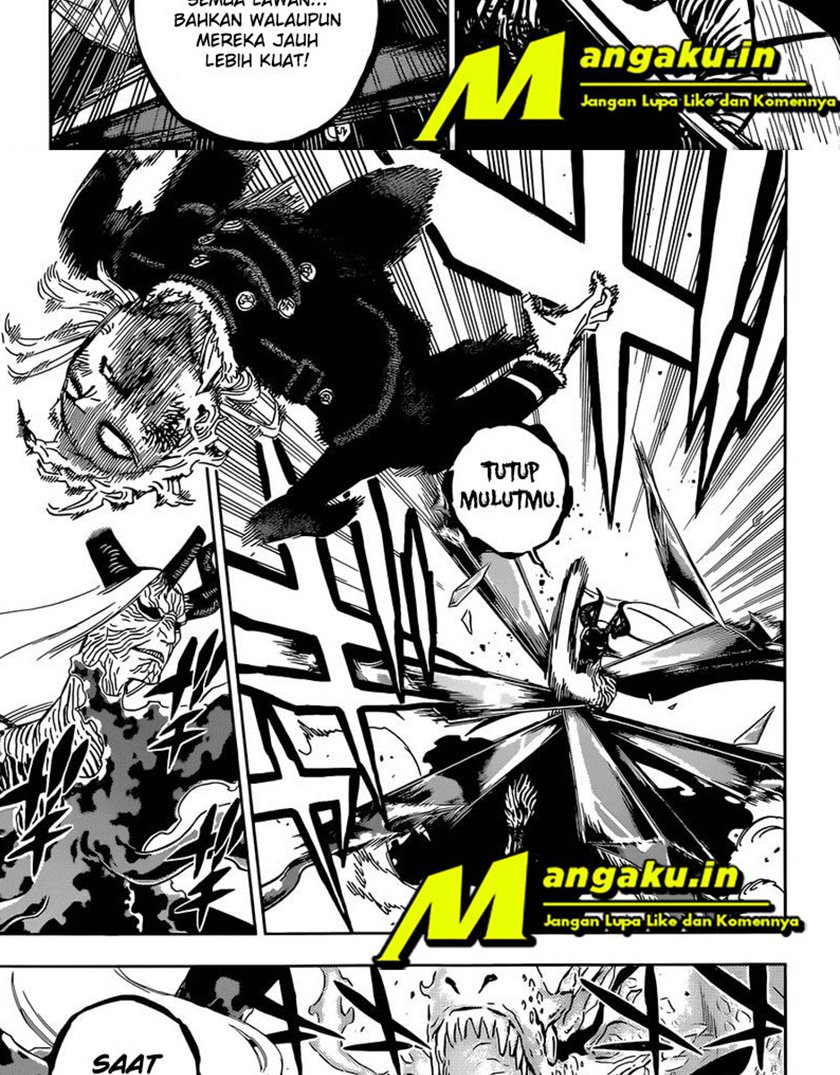 SEMUA LAWAN...
BAHKAN WALAUPUN
MEREKA JAUH
LEBIH KUAT!
Mangaku.in
Jangan Lupa Like dan Komennya
TUTUP
MULUTMU.
Mangaku.in
Jangan Lupa Like dan Komennya
SAAT